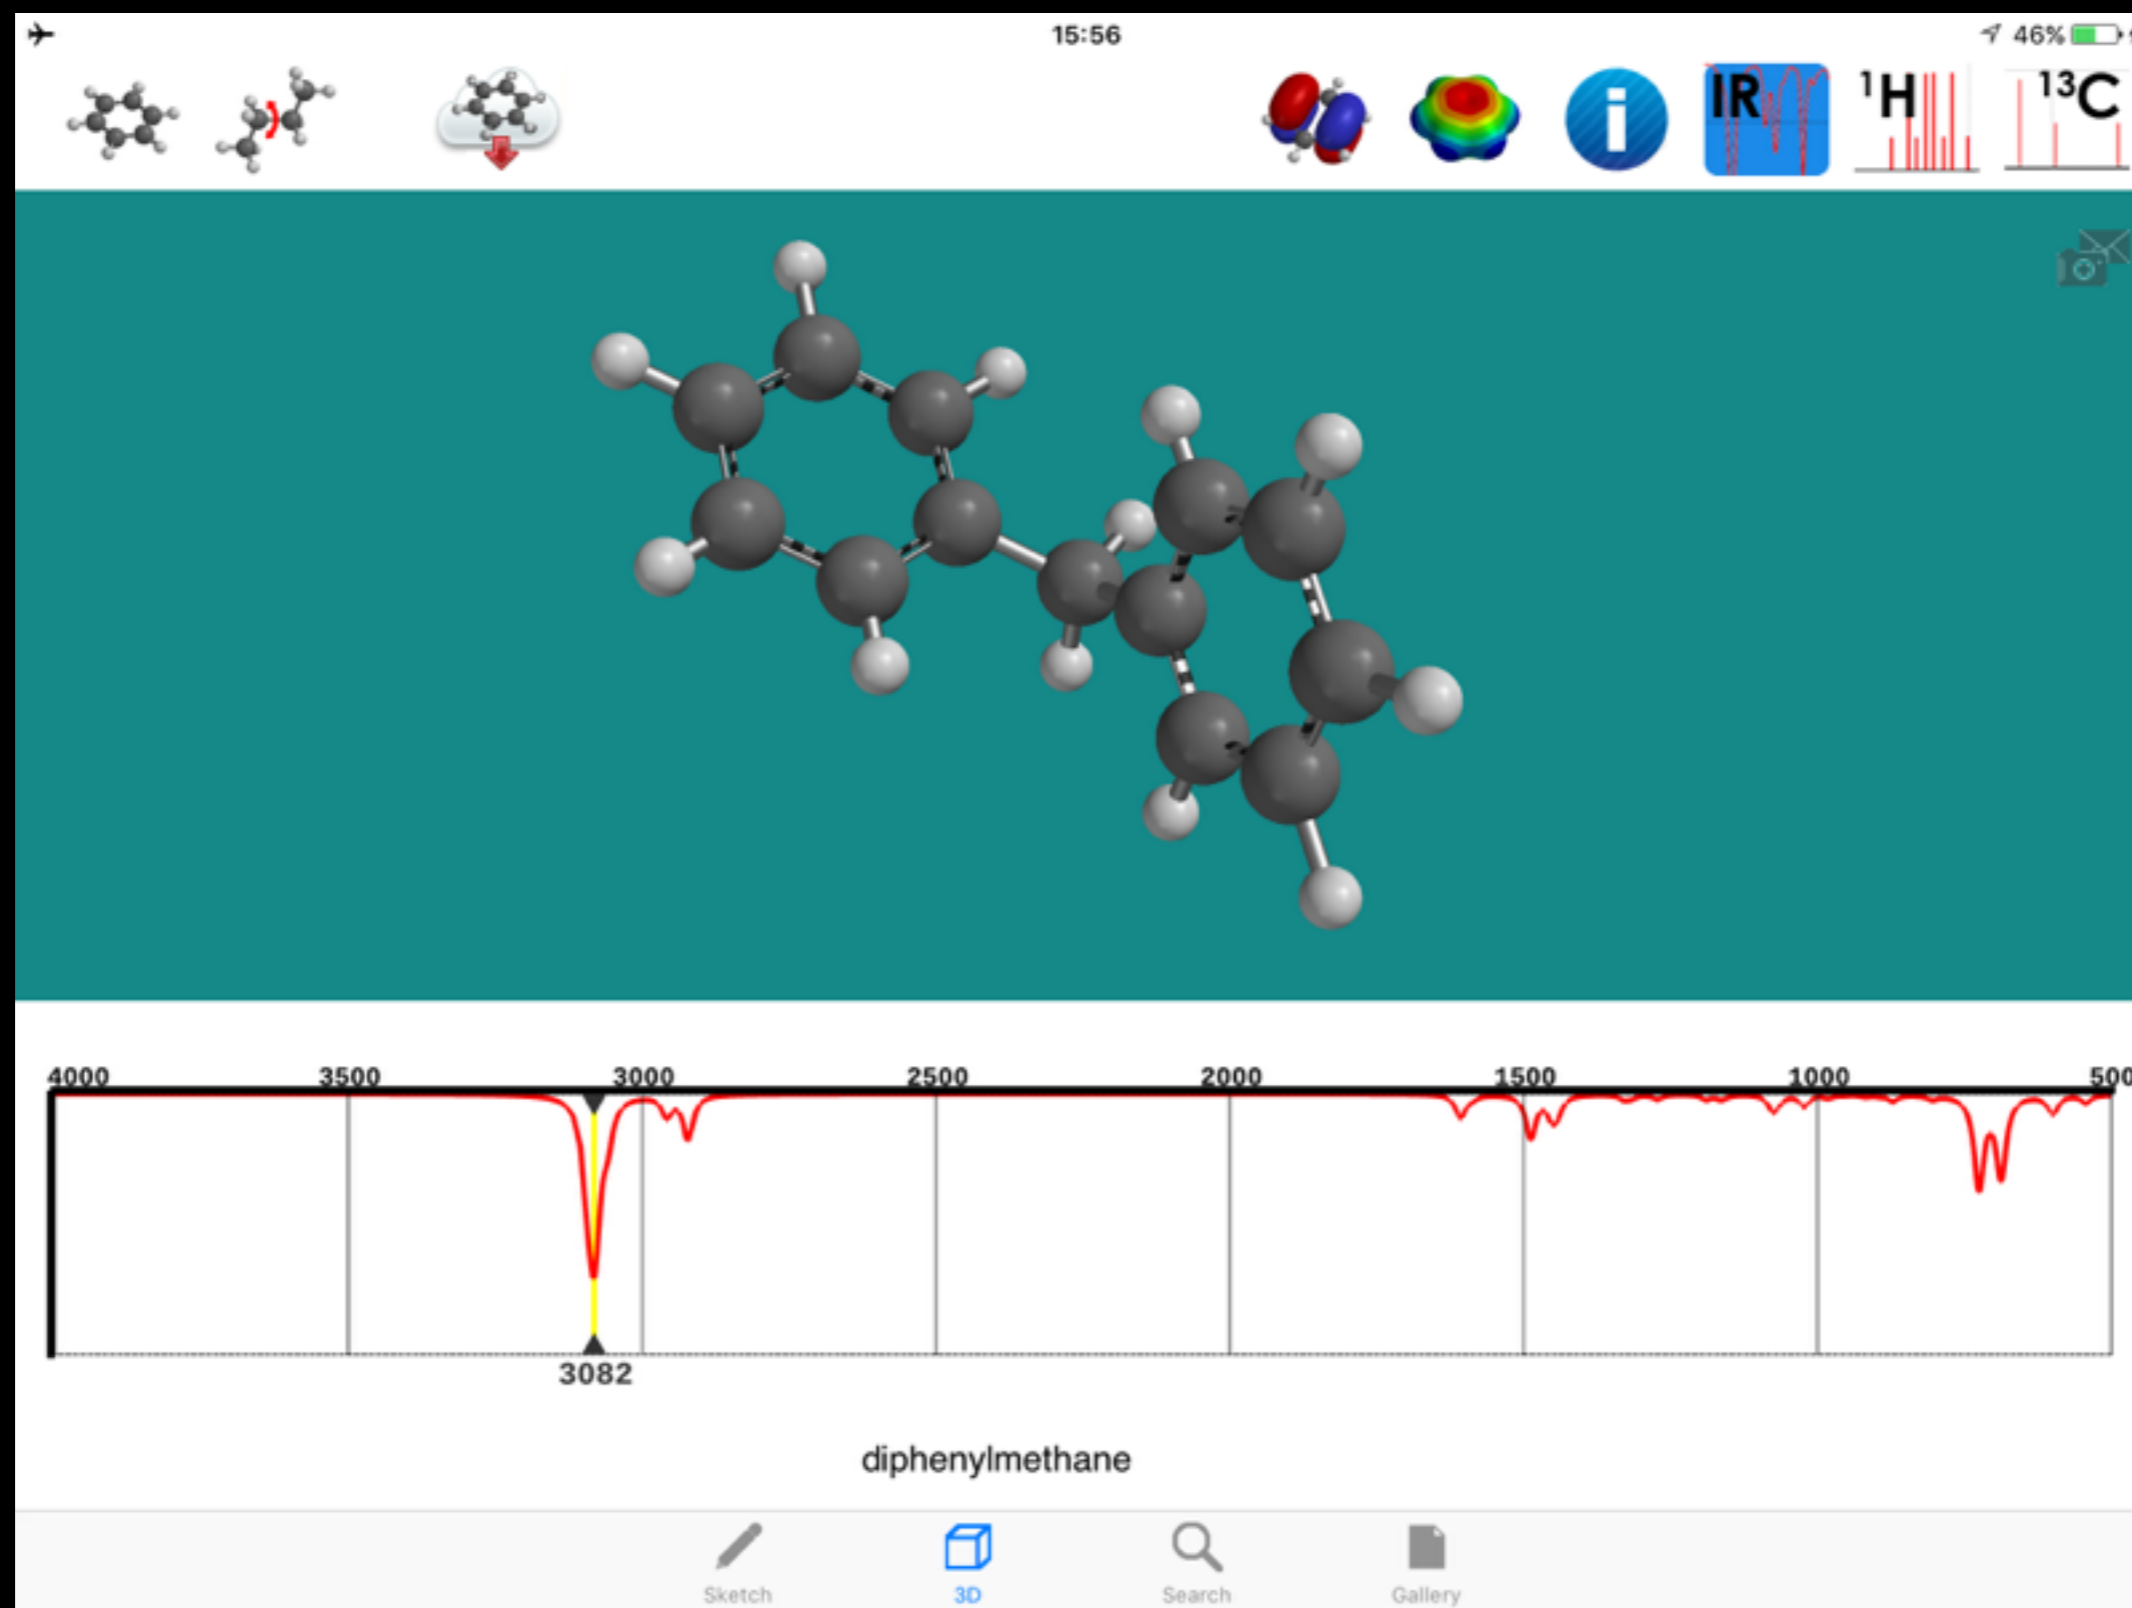 15:56
46%
IR
1H
13C
i
4000 3500 3000 2500 2000 1500 1000 500
3082
diphenylmethane
Sketch 3D Search Gallery